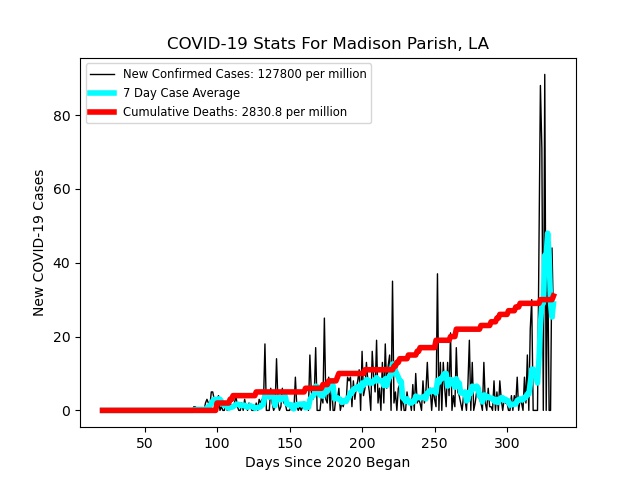 COVID-19 Stats For Madison Parish, LA
New Confirmed Cases: 127800 per million
7 Day Case Average
Cumulative Deaths: 2830.8 per million
New COVID-19 Cases
80
60
40
20
0
50 100 150 200 250 300
Days Since 2020 Began